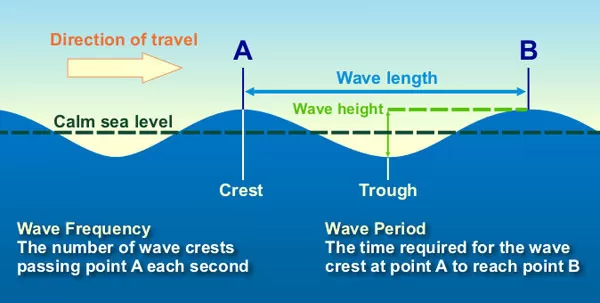 Direction of travel
A
B
Wave length
Wave height
Calm sea level
Crest
Trough
Wave Frequency
The number of wave crests
passing point A each second
Wave Period
The time required for the wave
crest at point A to reach point B